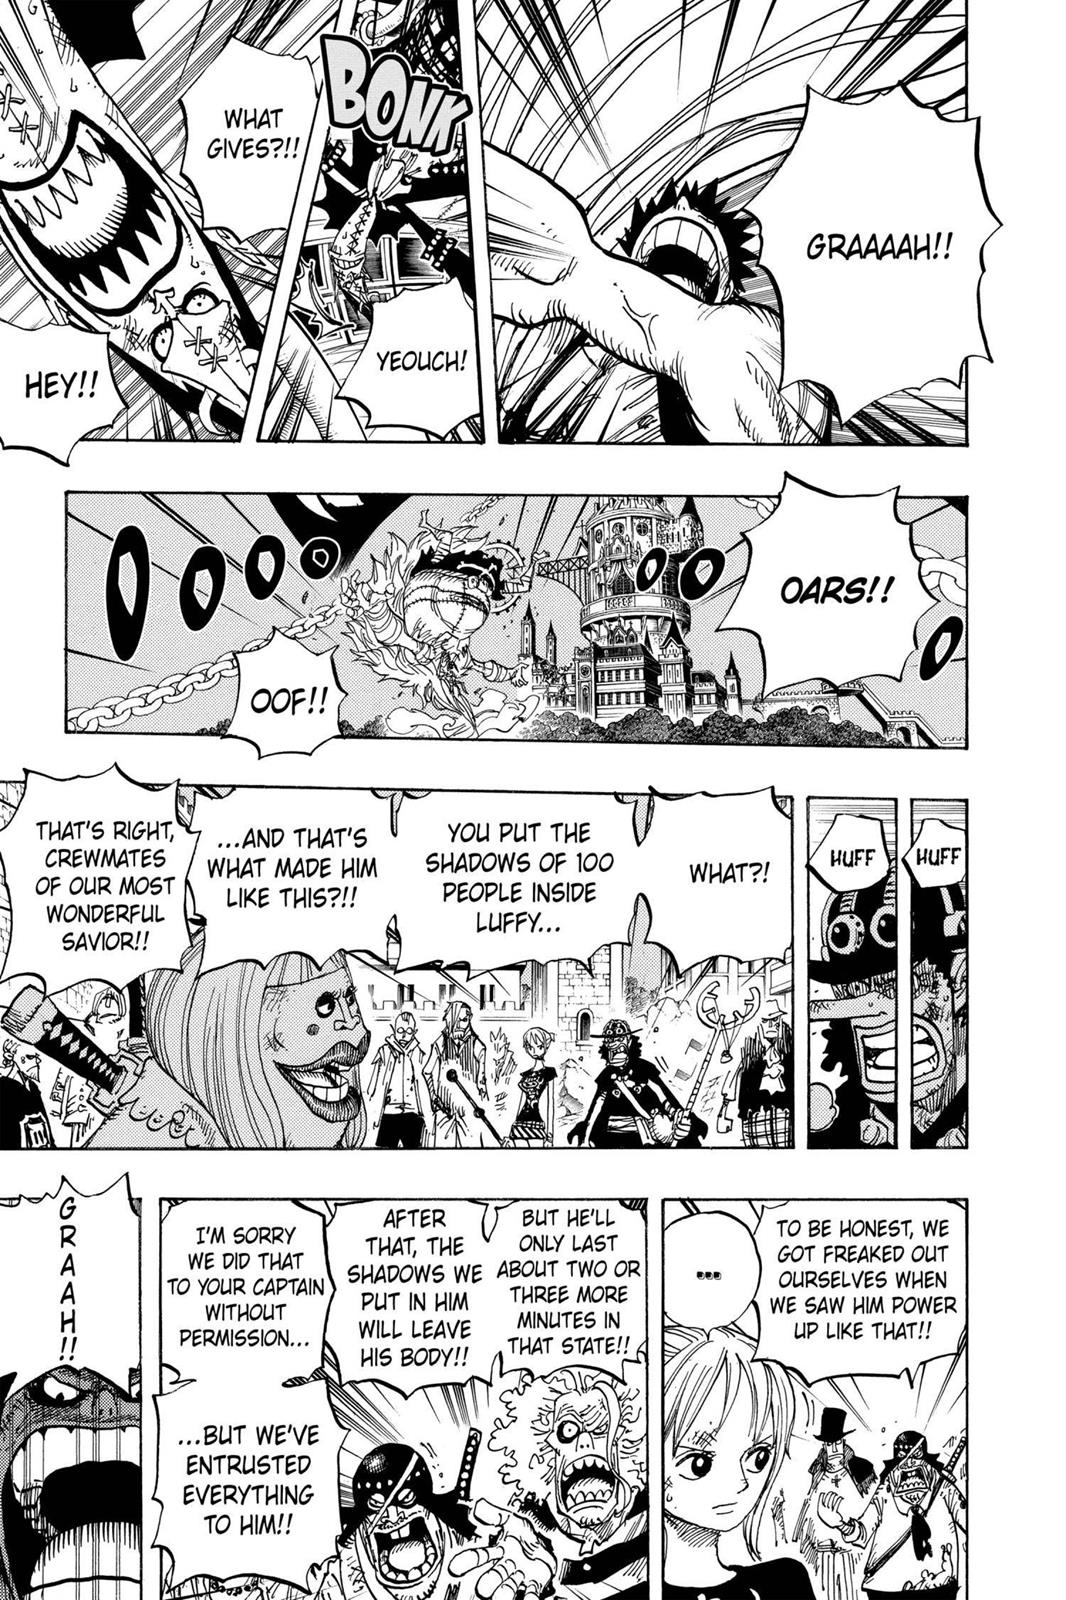 GRAAAAH!!
BONK
YEOUCH!
WHAT
GIVES?!!
HEY!!
OARS!!
OOF!!
HUFF
HUFF
WHAT?!
YOU PUT THE
SHADOWS OF 100
PEOPLE INSIDE
LUFFY...
...AND THAT'S
WHAT MADE HIM
LIKE THIS?!!
THAT'S RIGHT,
CREWMATES
OF OUR MOST
WONDERFUL
SAVIOR!!
TO BE HONEST, WE
GOT FREAKED OUT
OURSELVES WHEN
WE SAW HIM POWER
UP LIKE THAT!!
...
BUT HE'LL
ONLY LAST
ABOUT TWO OR
THREE MORE
MINUTES IN
THAT STATE!!
AFTER
THAT, THE
SHADOWS WE
PUT IN HIM
WILL LEAVE
HIS BODY!!
I'M SORRY
WE DID THAT
TO YOUR CAPTAIN
WITHOUT
PERMISSION...
...BUT WE'VE
ENTRUSTED
EVERYTHING
TO HIM!!
GRAAH!!